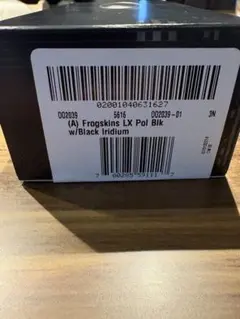 02001040631627
OO2039 5616 OO2039-01 3N
(A) Frogskins LX Pol Blk
w/Black Iridium